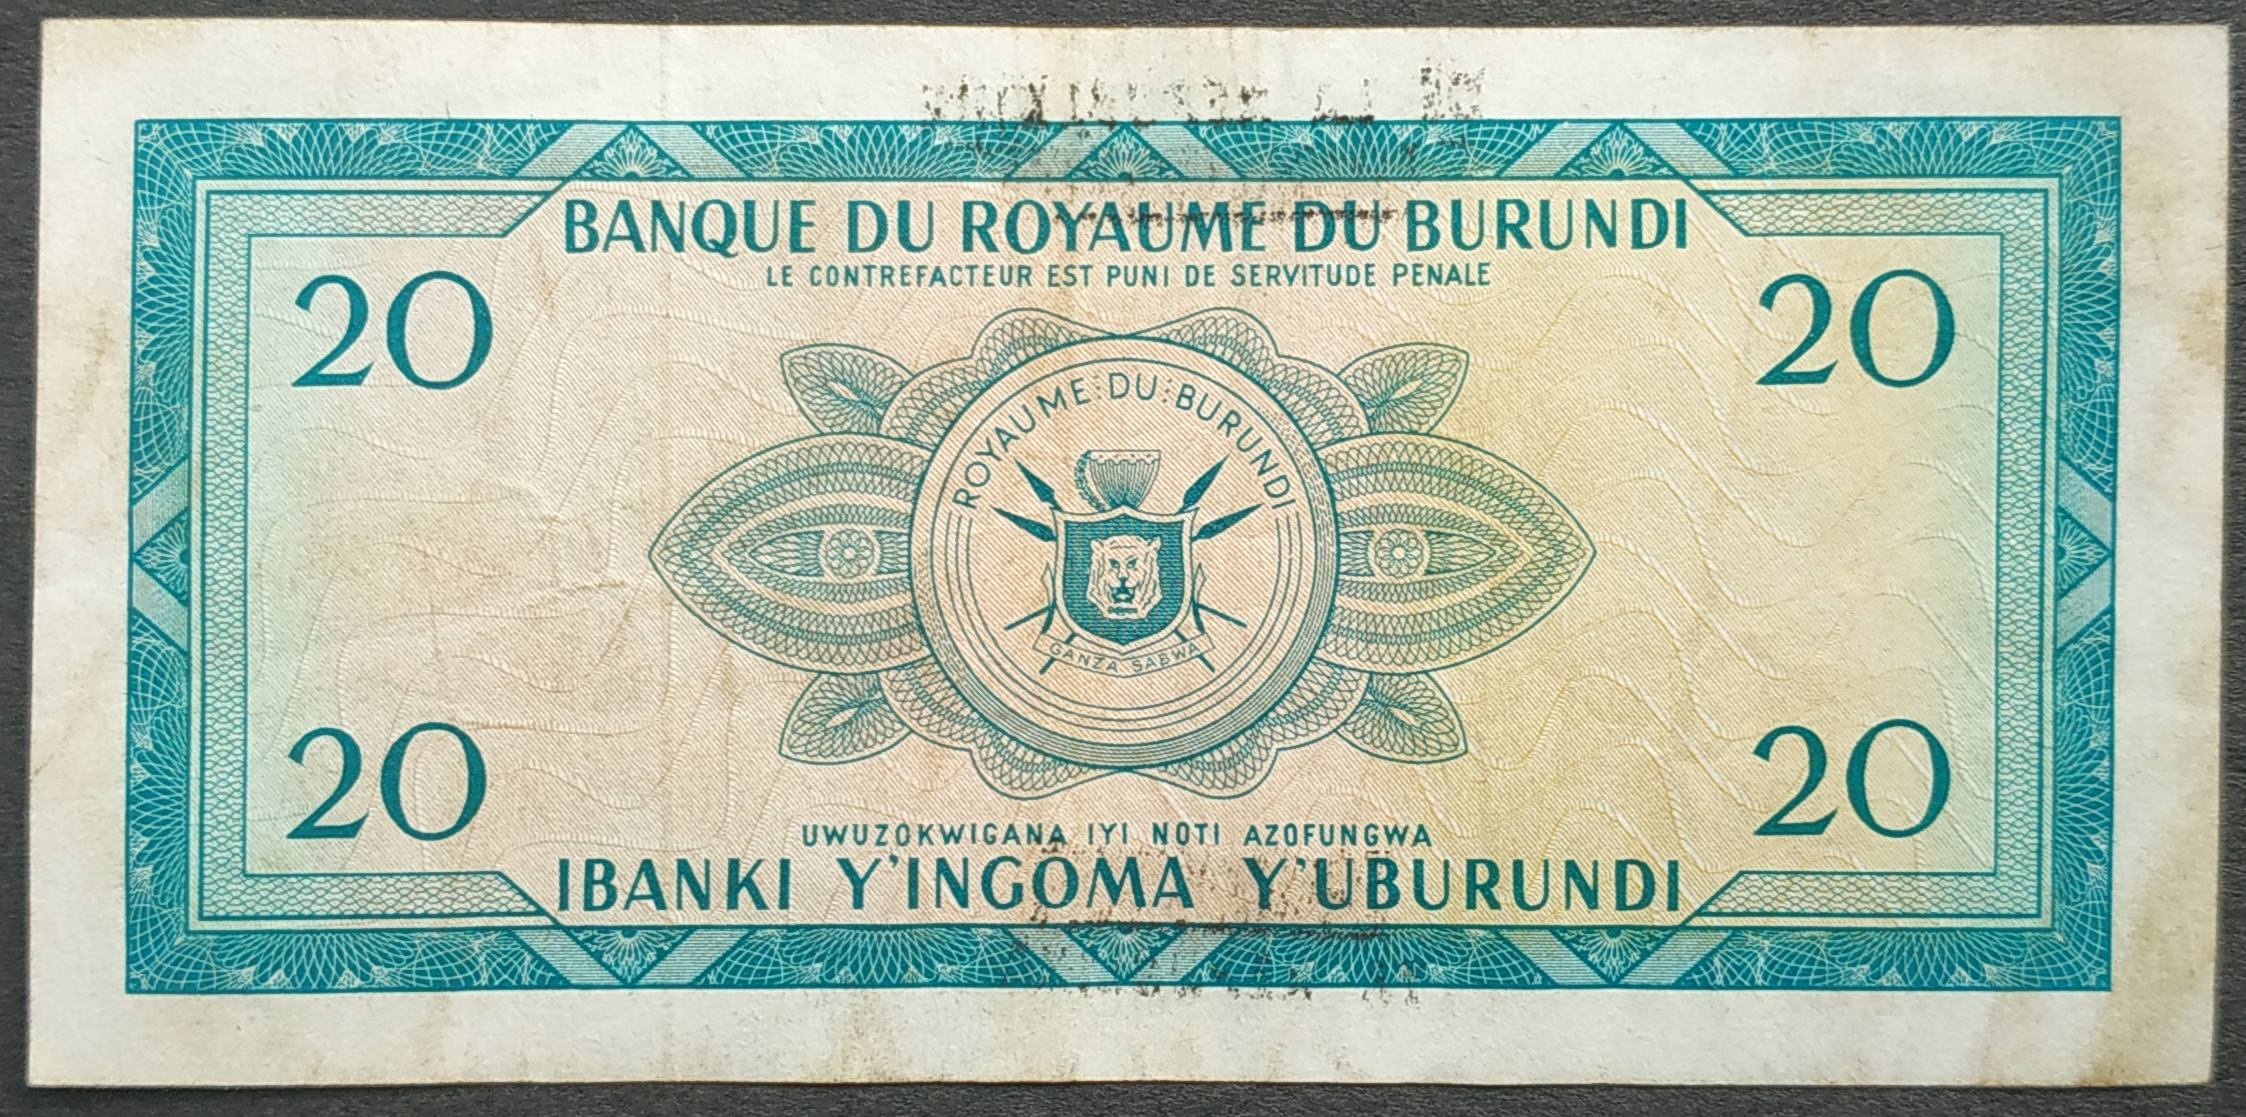 BANQUE DU ROYAUME DU BURUNDI
LE CONTREFACTEUR EST PUNI DE SERVITUDE PENALE
20 20
ROYAUME:DU:BURUNDI
GANZA SABWA
20 20
UWUZOKWIGANA IYI NOTI AZOFUNGWA
IBANKI Y'INGOMA Y'UBURUNDI